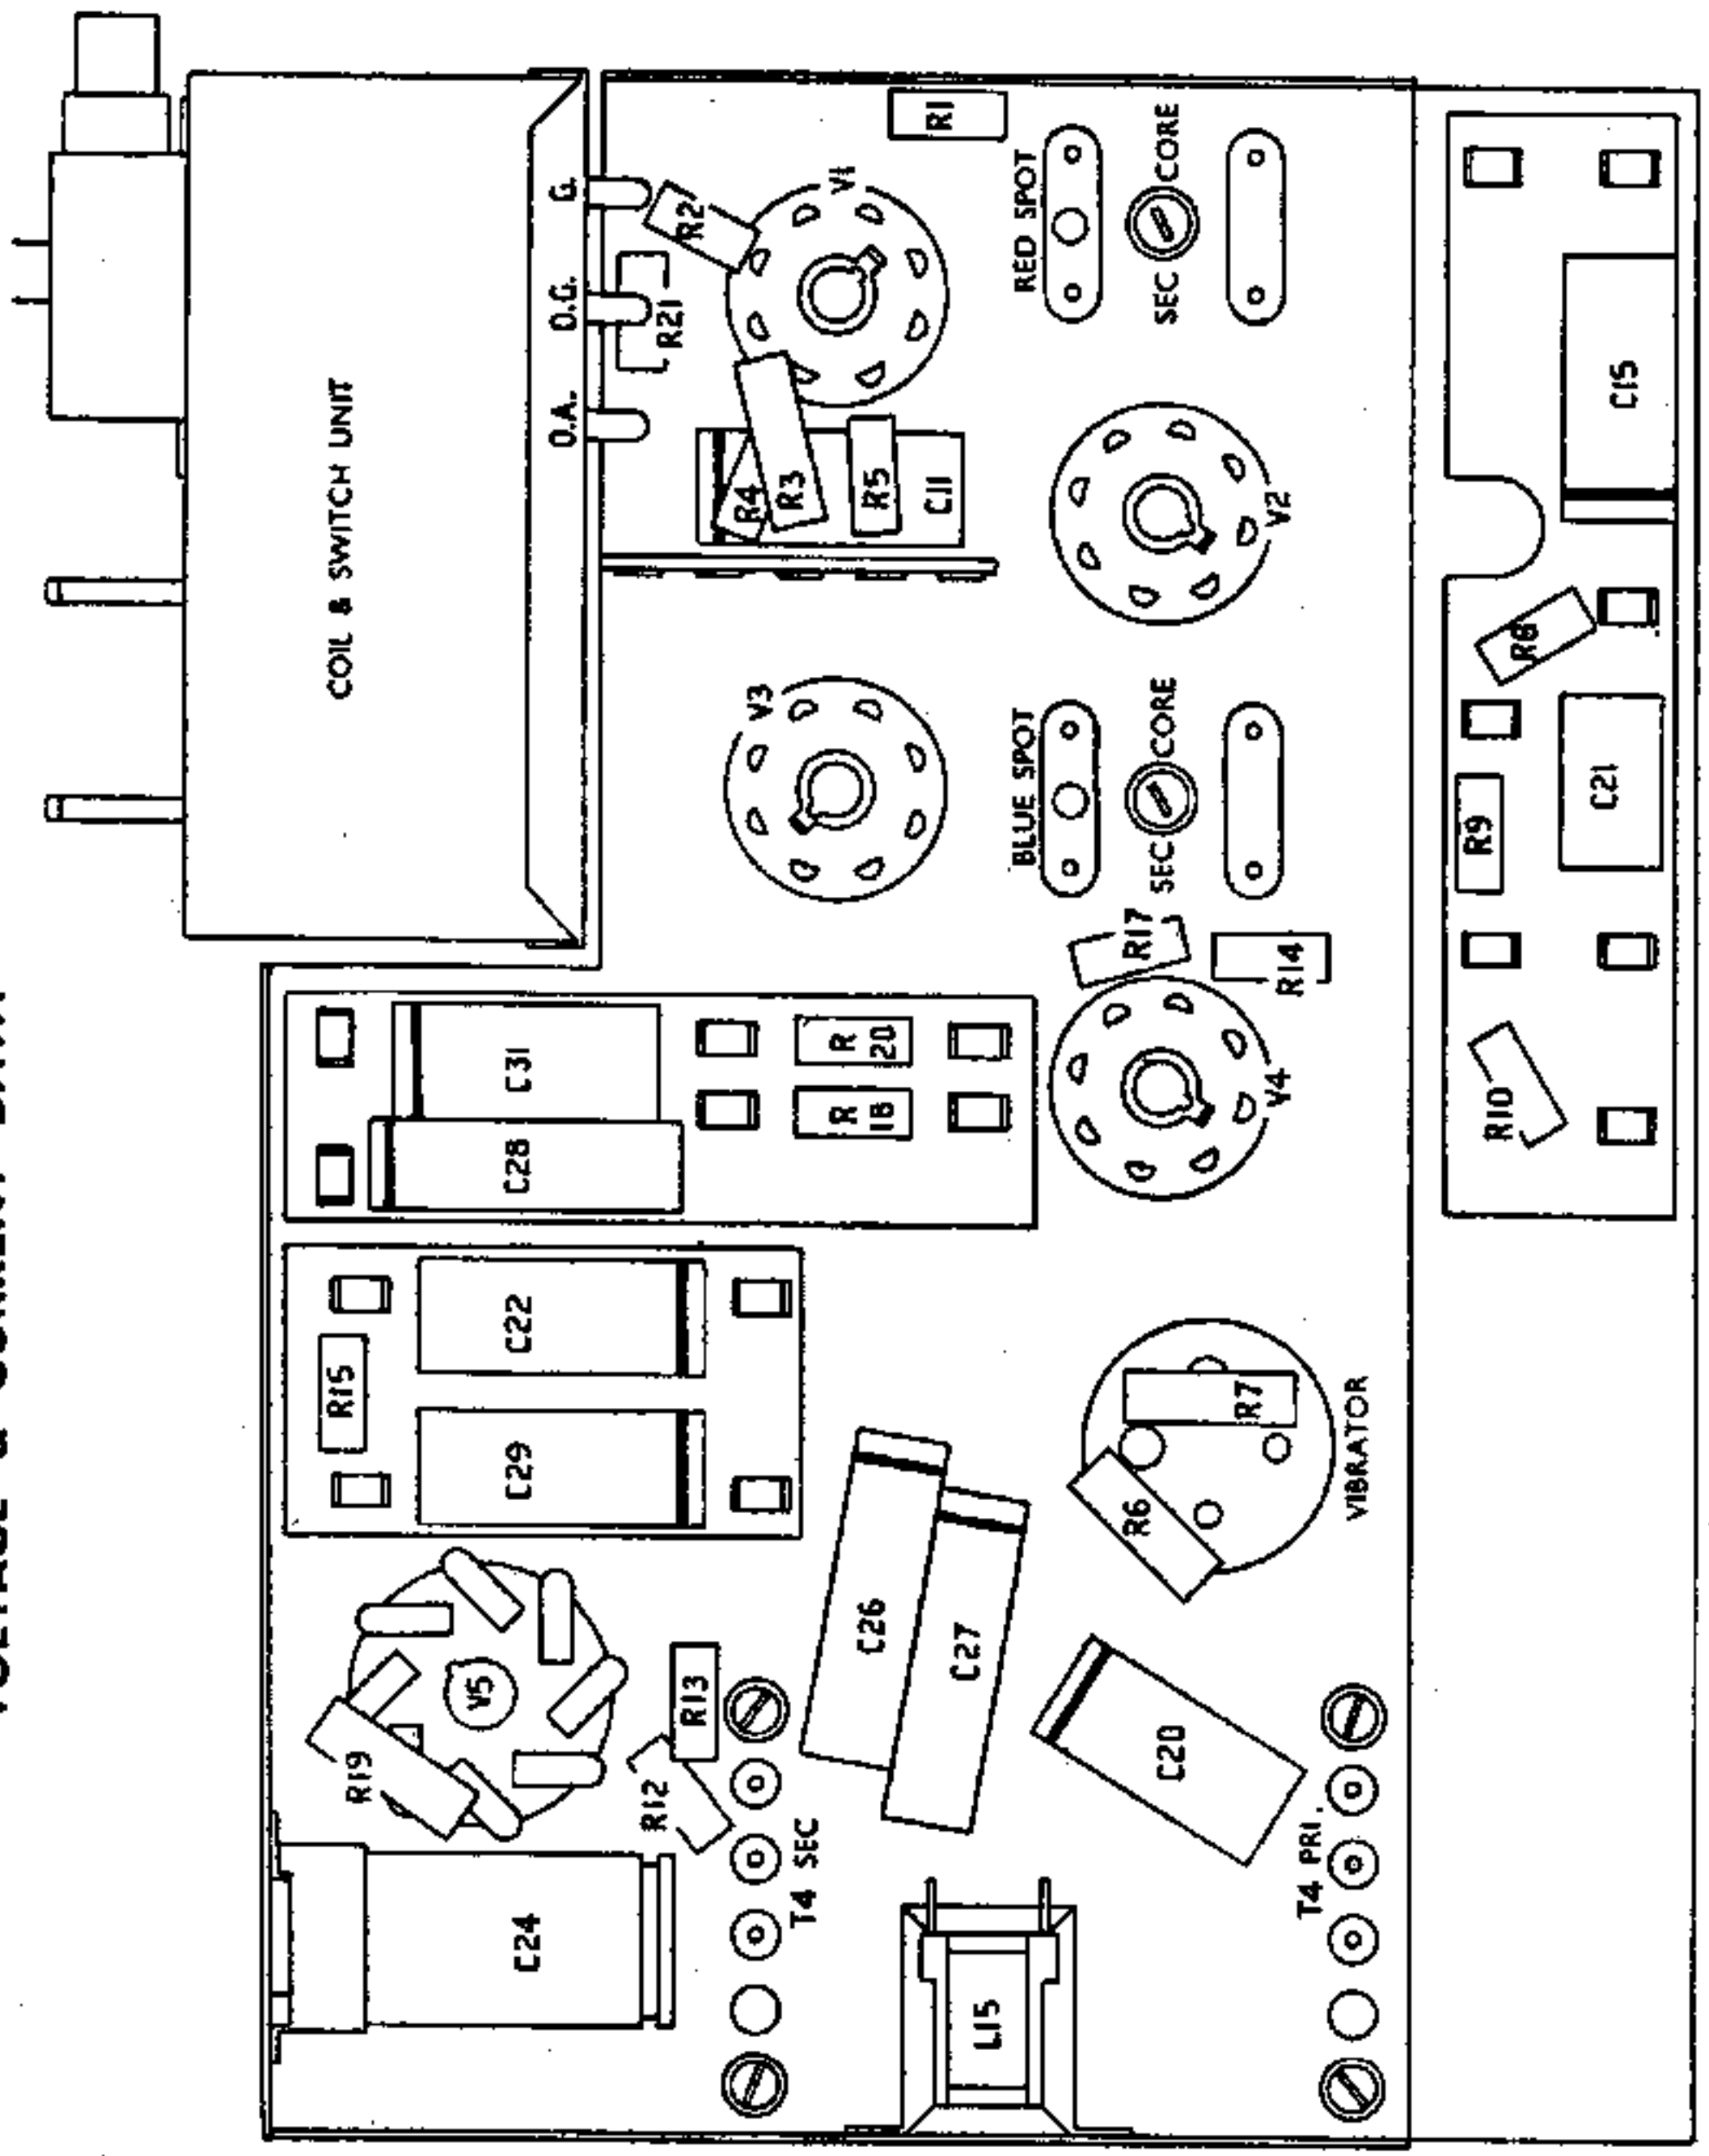 R15
COIL & SWITCH UNIT
R19
V5
C24
C29
C22
C28
C31
O.A.
O.G.
G.
R12
R13
R21
R2
R4
V3
R3
T4 SEC
V1
R
18
R
20
C26
R5
C11
R1
C27
L15
BLUE SPOT
RED SPOT
R6
R17
SEC CORE
SEC CORE
C20
R7
V4
V2
R14
T4 PRI.
VIBRATOR
R10
R9
R8
C21
C15